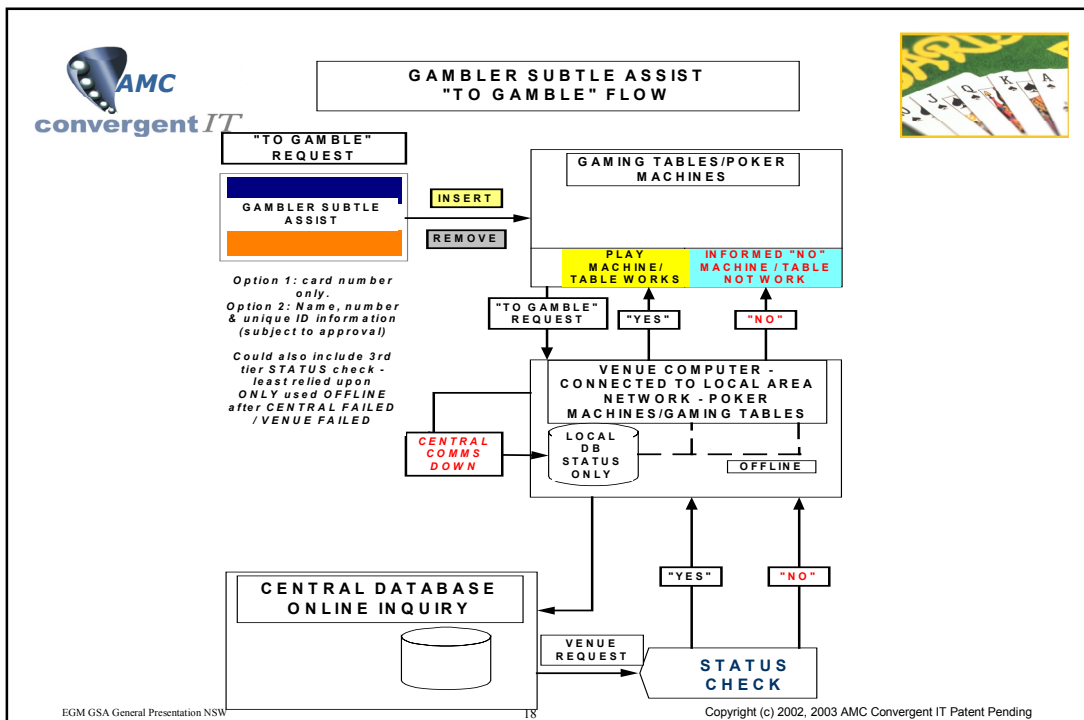 AMC
convergent IT
GAMBLER SUBTLE ASSIST
"TO GAMBLE" FLOW
CARDS
J
Q
K
A
"TO GAMBLE"
REQUEST
GAMBLER SUBTLE
ASSIST
INSERT
REMOVE
GAMING TABLES/POKER
MACHINES
PLAY
MACHINE/
TABLE WORKS
INFORMED "NO"
MACHINE / TABLE
NOT WORK
Option 1: card number
only.
Option 2: Name, number
& unique ID information
(subject to approval)
Could also include 3rd
tier STATUS check -
least relied upon
ONLY used OFFLINE
after CENTRAL FAILED
/ VENUE FAILED
"TO GAMBLE"
REQUEST
"YES"
"NO"
VENUE COMPUTER -
CONNECTED TO LOCAL AREA
NETWORK - POKER
MACHINES/GAMING TABLES
CENTRAL
COMMS
DOWN
LOCAL
DB
STATUS
ONLY
OFFLINE
"YES"
"NO"
CENTRAL DATABASE
ONLINE INQUIRY
VENUE
REQUEST
STATUS
CHECK
EGM GSA General Presentation NSW
18
Copyright (c) 2002, 2003 AMC Convergent IT Patent Pending